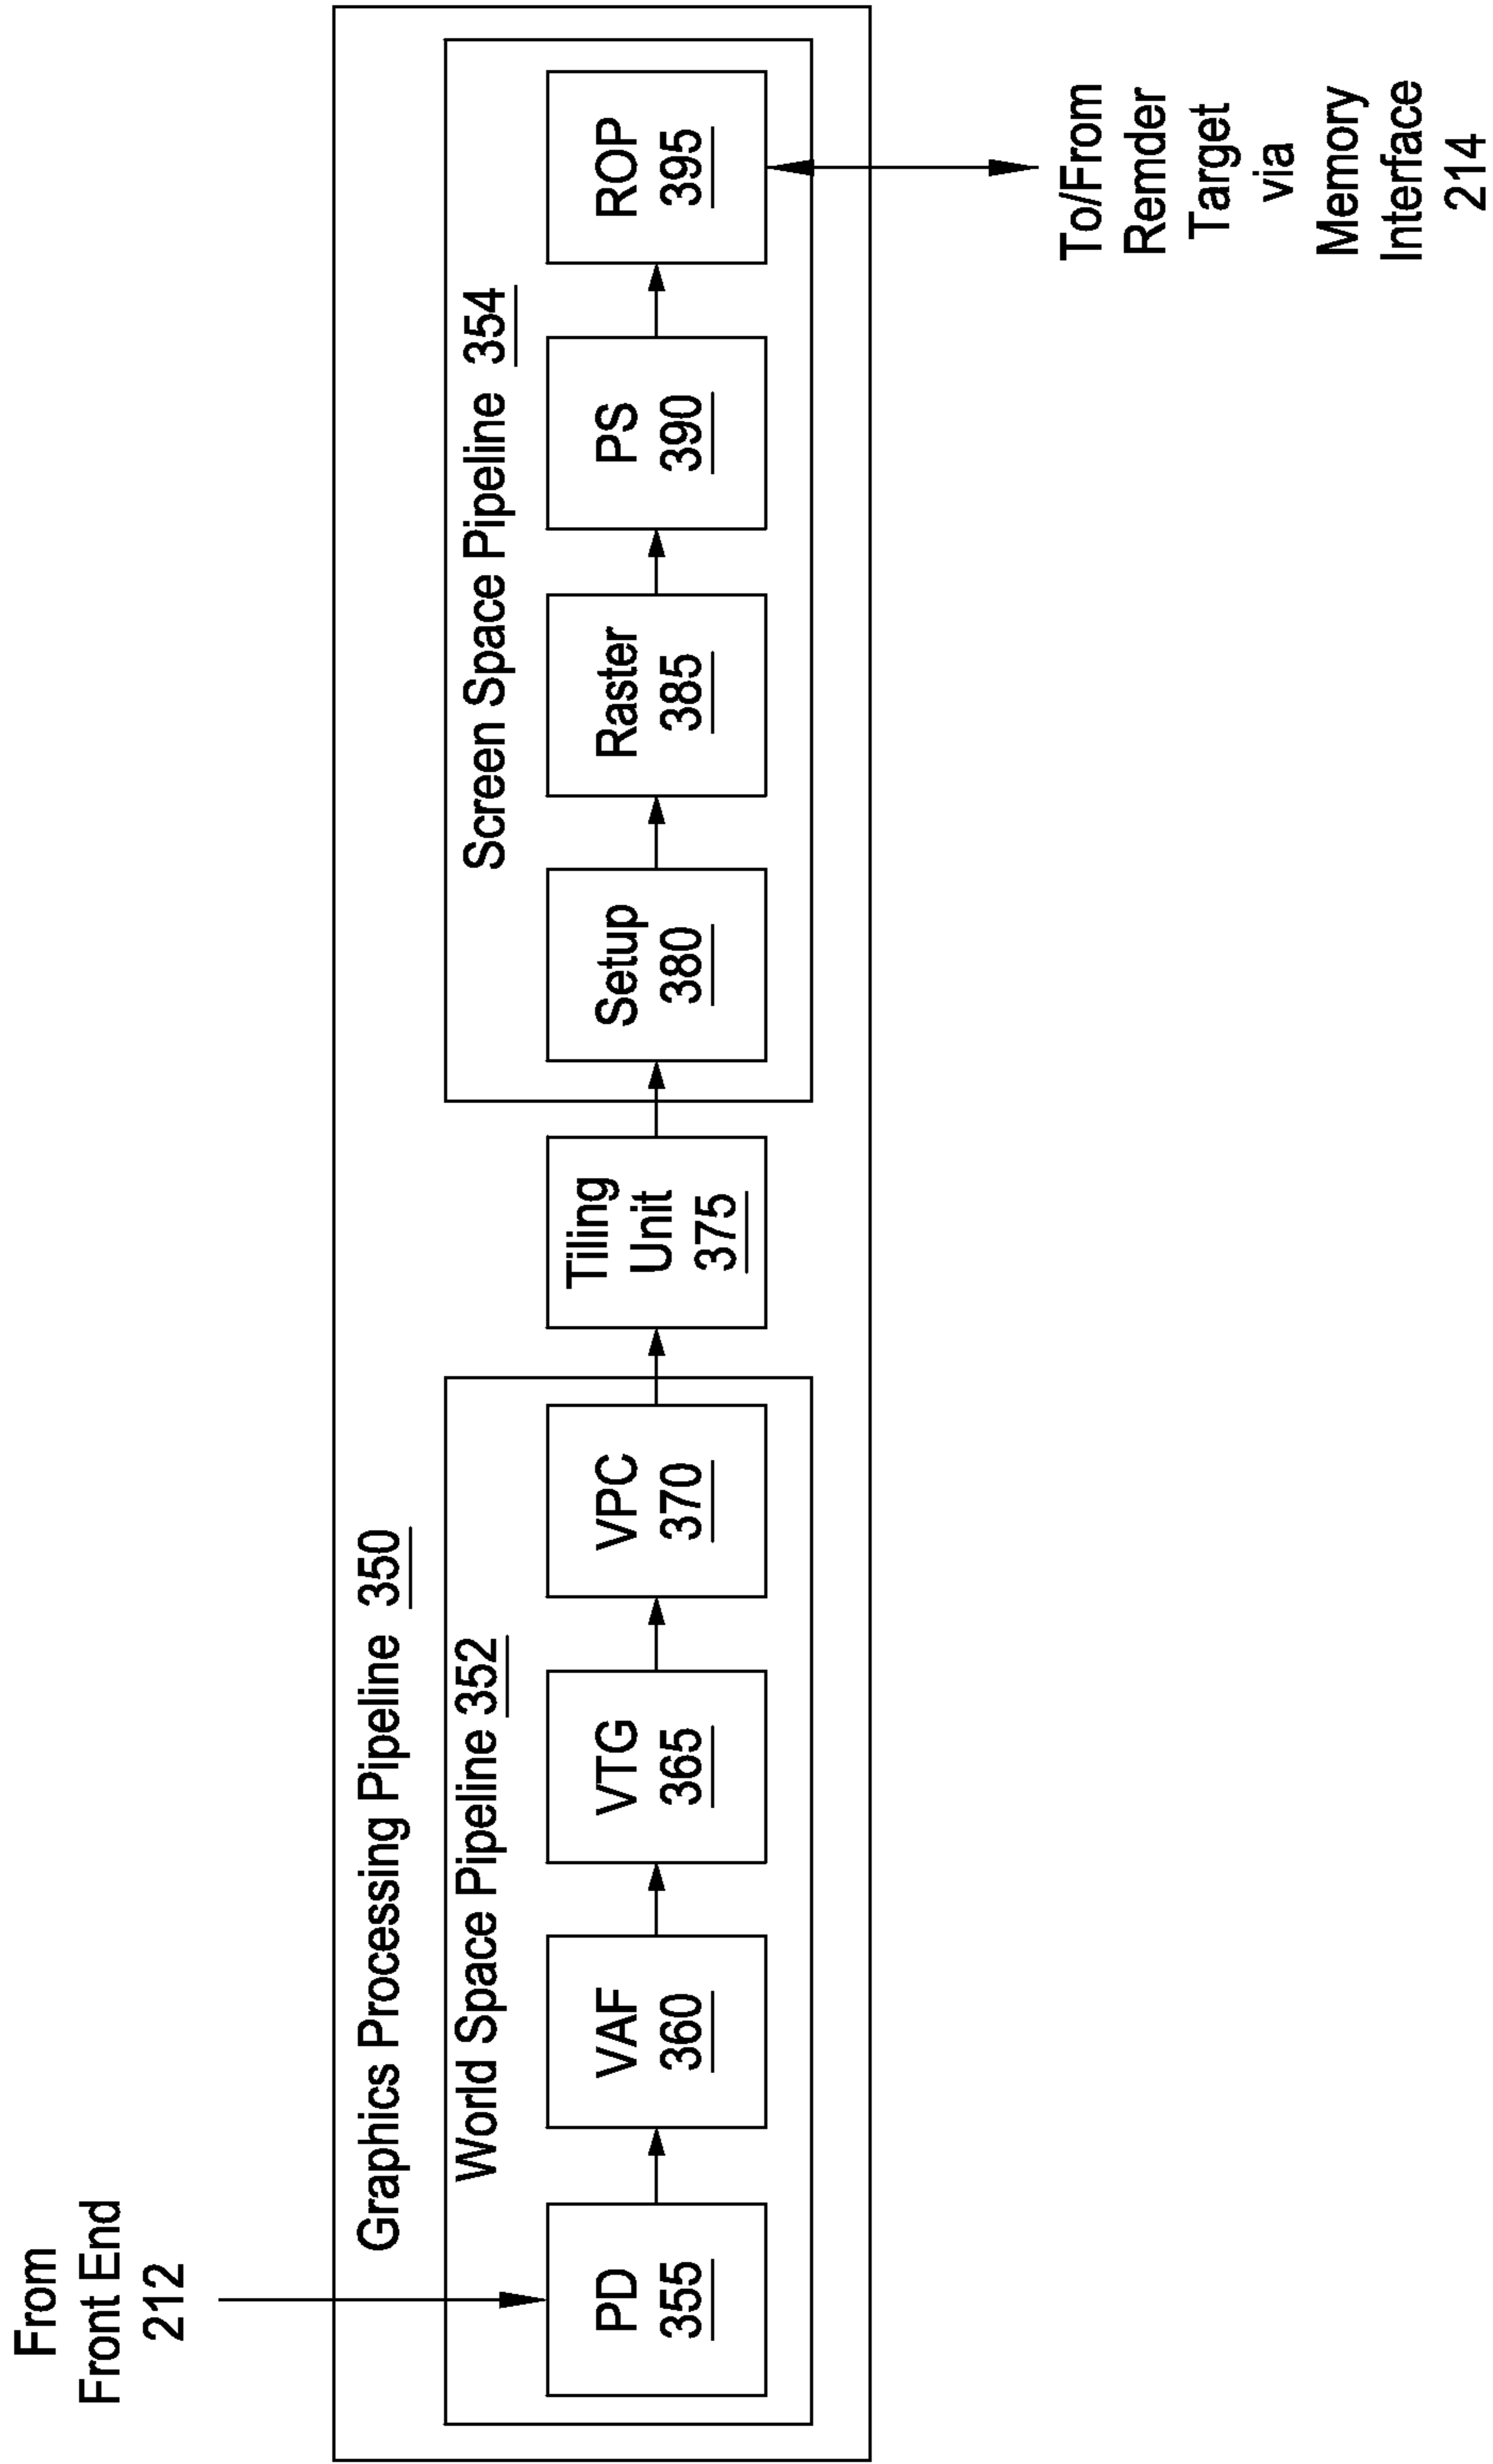 From
Front End
212
Graphics Processing Pipeline 350
World Space Pipeline 352
PD
355
VAF
360
VTG
365
VPC
370
Tiling
Unit
375
Screen Space Pipeline 354
Setup
380
Raster
385
PS
390
ROP
395
To/From
Remder
Target
via
Memory
Interface
214